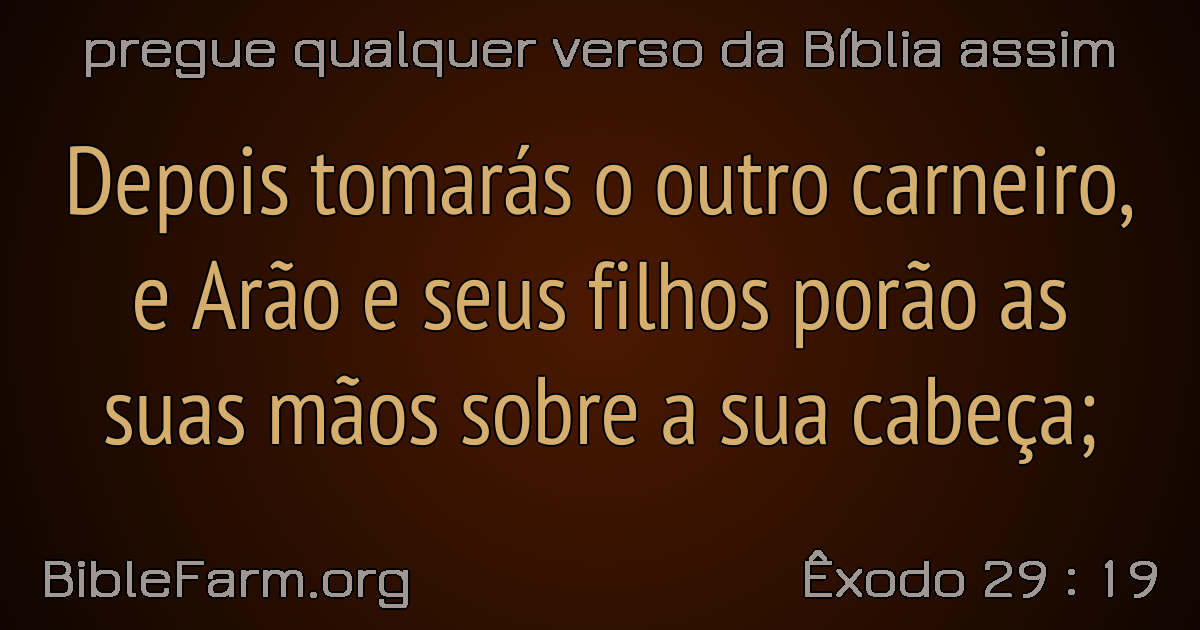 pregue qualquer verso da Bíblia assim
Depois tomarás o outro carneiro,
e Arão e seus filhos porão as
suas mãos sobre a sua cabeça;
BibleFarm.org
Êxodo 29 : 19